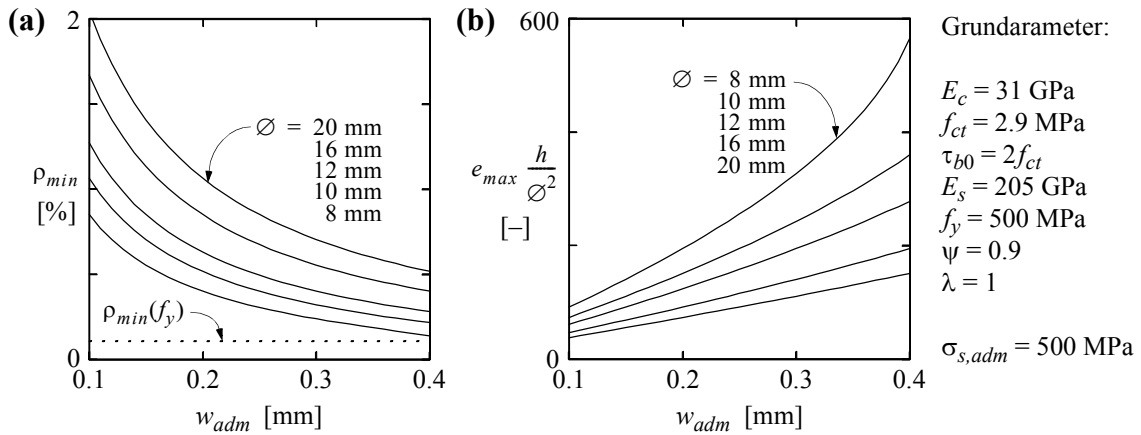 (a)
2
ρmin
[%]
0
∅ = 20 mm
16 mm
12 mm
10 mm
8 mm
ρmin(fy)
0.1 0.2 0.3 0.4
wadm [mm]
(b)
600
emax h/∅²
[–]
0
∅ = 8 mm
10 mm
12 mm
16 mm
20 mm
0.1 0.2 0.3 0.4
wadm [mm]
Grundarameter:
Ec = 31 GPa
fct = 2.9 MPa
τb0 = 2fct
Es = 205 GPa
fy = 500 MPa
ψ = 0.9
λ = 1
σs,adm = 500 MPa